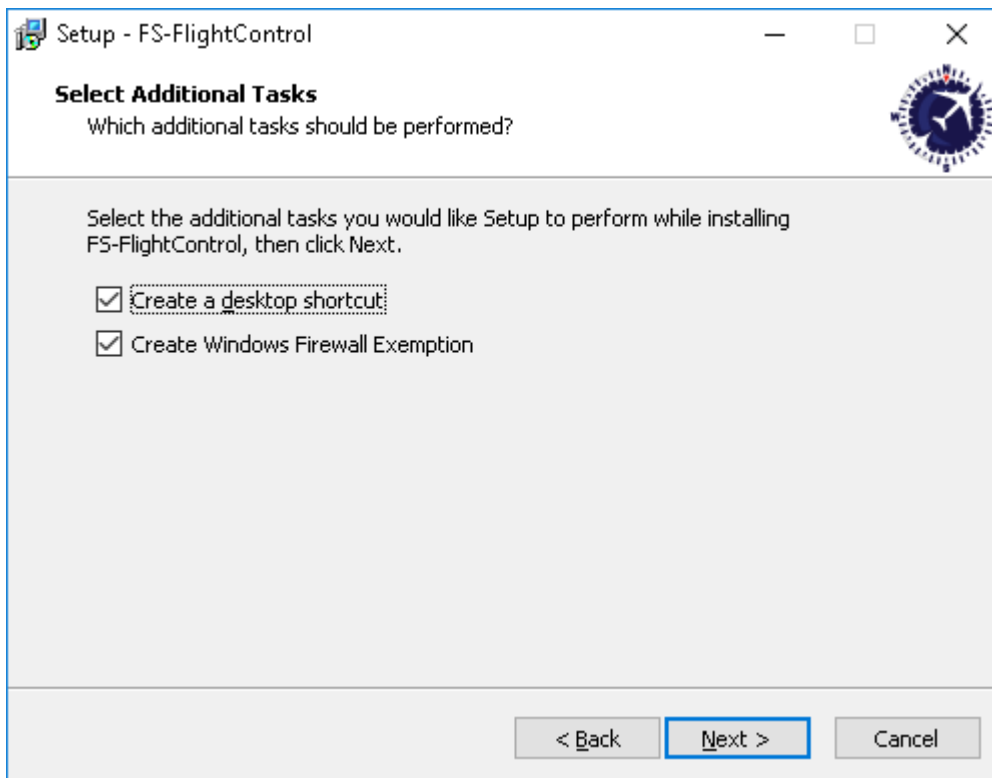 Setup - FS-FlightControl
Select Additional Tasks
Which additional tasks should be performed?
N
W
S
Select the additional tasks you would like Setup to perform while installing
FS-FlightControl, then click Next.
Create a desktop shortcut
Create Windows Firewall Exemption
< Back
Next >
Cancel